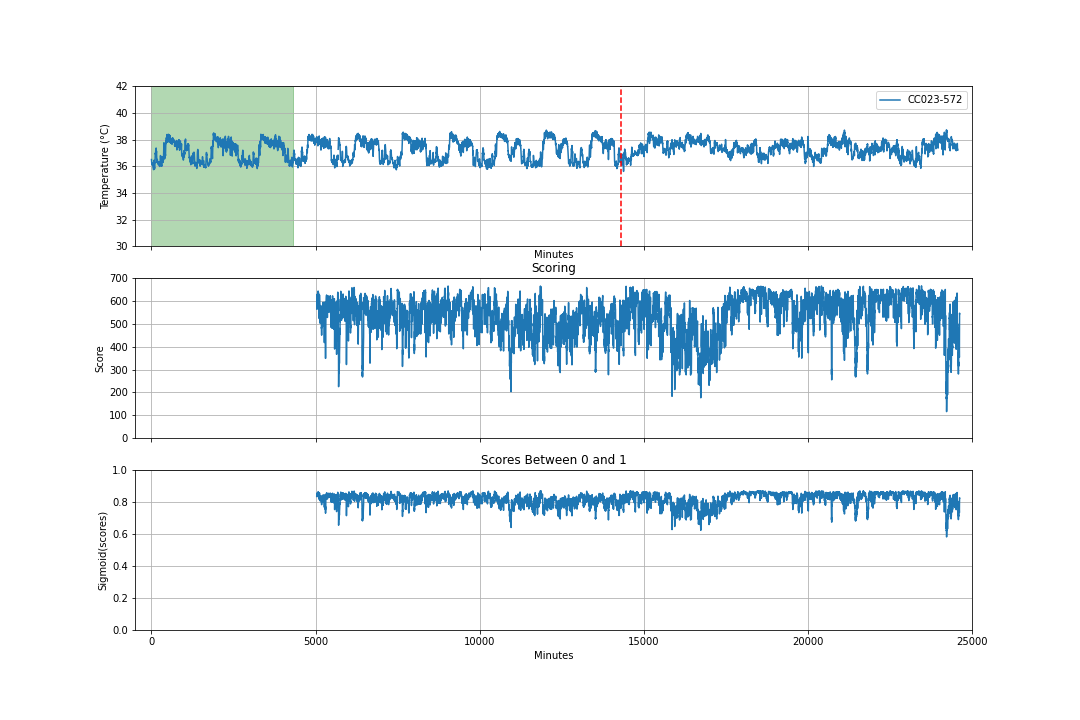 42
40
38
36
34
32
30
Temperature (°C)
CC023-572
Minutes
Scoring
700
600
500
400
300
200
100
0
Score
Scores Between 0 and 1
1.0
0.8
0.6
0.4
0.2
0.0
Sigmoid(scores)
0 5000 10000 15000 20000 25000
Minutes